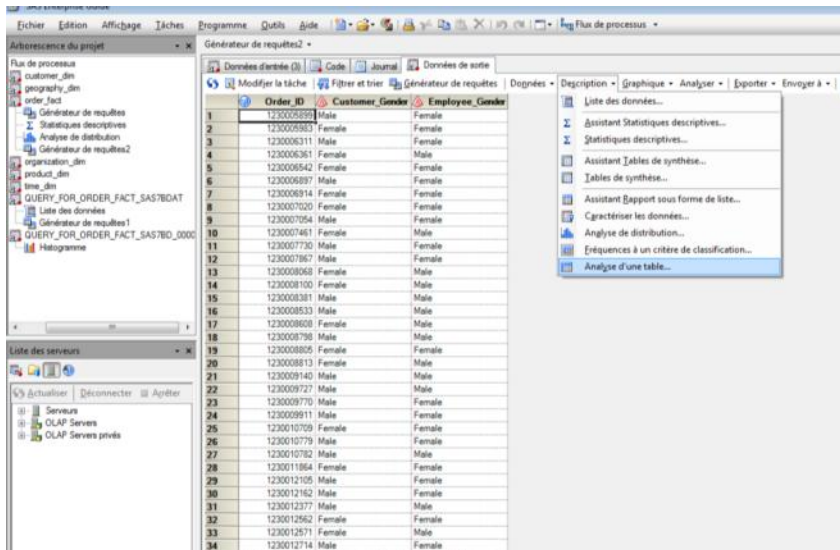 SAS Enterprise Guide
Fichier Edition Affichage Tâches Programme Outils Aide Flux de processus
Arborescence du projet
Flux de processus
customer_dim
geography_dim
order_fact
Générateur de requêtes
Statistiques descriptives
Analyse de distribution
Générateur de requêtes2
organization_dim
product_dim
time_dim
QUERY_FOR_ORDER_FACT_SAS7BDAT
Liste des données
Générateur de requêtes1
QUERY_FOR_ORDER_FACT_SAS7BD_0000
Histogramme
Liste des serveurs
Actualiser Déconnecter Arrêter
Serveurs
OLAP Servers
OLAP Servers privés
Générateur de requêtes2
Données d'entrée (3) Code Journal Données de sortie
Modifier la tâche Filtrer et trier Générateur de requêtes Données Description Graphique Analyser Exporter Envoyer à
Order_ID Customer_Gender Employee_Gender
1 1230005899 Male Female
2 1230005983 Female Female
3 1230006311 Male Female
4 1230006361 Female Male
5 1230006542 Female Female
6 1230006897 Male Female
7 1230006914 Female Female
8 1230007020 Female Female
9 1230007054 Male Female
10 1230007461 Female Male
11 1230007730 Male Female
12 1230007867 Male Female
13 1230008068 Female Male
14 1230008100 Female Male
15 1230008381 Male Male
16 1230008533 Male Male
17 1230008608 Female Male
18 1230008798 Male Male
19 1230008805 Female Female
20 1230008813 Female Male
21 1230009140 Male Male
22 1230009727 Male Male
23 1230009770 Male Female
24 1230009911 Male Female
25 1230010709 Female Female
26 1230010779 Male Female
27 1230010782 Male Male
28 1230011864 Female Female
29 1230012105 Male Female
30 1230012162 Male Female
31 1230012377 Male Male
32 1230012562 Female Female
33 1230012571 Female Male
34 1230012714 Male Female
Liste des données...
Assistant Statistiques descriptives...
Statistiques descriptives...
Assistant Tables de synthèse...
Tables de synthèse...
Assistant Rapport sous forme de liste...
Caractériser les données...
Analyse de distribution...
Fréquences à un critère de classification...
Analyse d'une table...